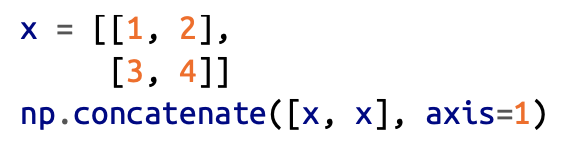 x = [[1, 2],
     [3, 4]]
np.concatenate([x, x], axis=1)